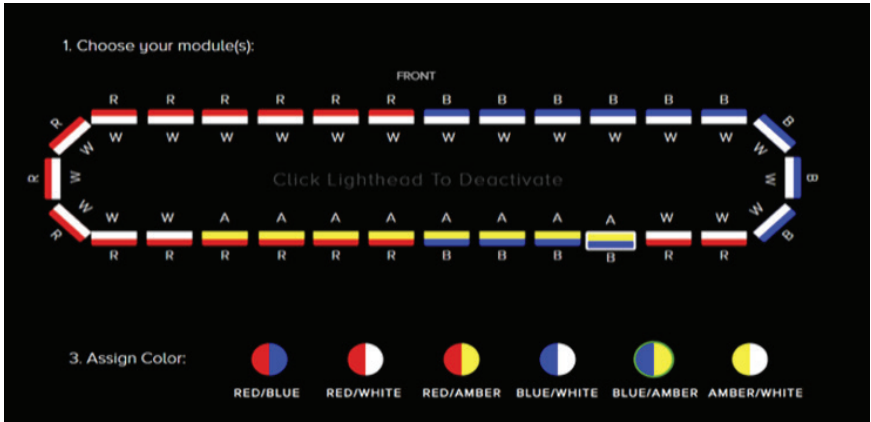 1. Choose your module(s):
FRONT
R R R R R R B B B B B B
W W W W W W W W W W W W
R W W B
R W Click Lighthead To Deactivate W B
R W W B
W W A A A A A A A A W W
R R R R R R B B B B R R
3. Assign Color:
RED/BLUE RED/WHITE RED/AMBER BLUE/WHITE BLUE/AMBER AMBER/WHITE